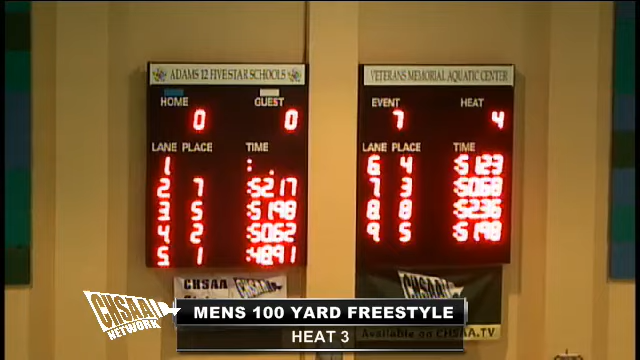 ADAMS 12 FIVE STAR SCHOOLS
HOME GUEST
0 0
LANE PLACE TIME
1 : .
2 7 :52.17
3 5 :51.98
4 2 :50.62
5 1 :48.91
VETERANS MEMORIAL AQUATIC CENTER
EVENT HEAT
7 4
LANE PLACE TIME
6 4 :51.23
7 3 :50.68
8 8 :52.36
9 5 :51.98
CHSAA
CHSAA!
NETWORK
MENS 100 YARD FREESTYLE
HEAT 3
Available on CHSAA.TV